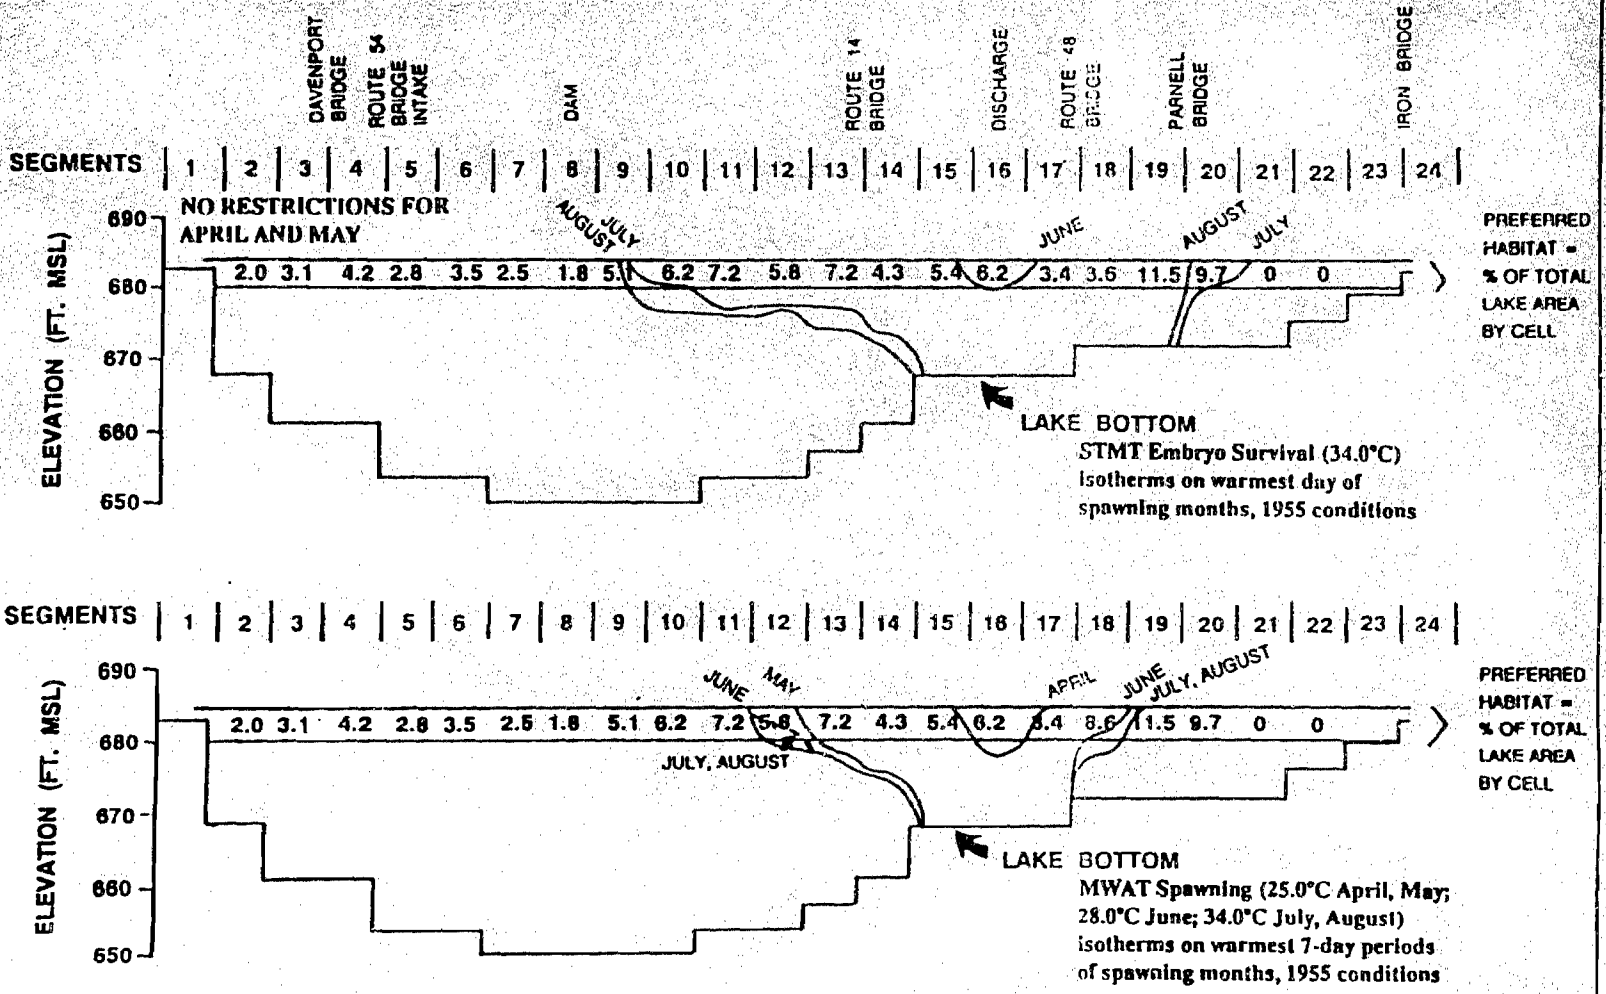 DAVENPORT
BRIDGE
ROUTE 54
BRIDGE
INTAKE
DAM
ROUTE 14
BRIDGE
DISCHARGE
ROUTE 48
BRIDGE
PARNELL
BRIDGE
IRON BRIDGE
SEGMENTS 1 2 3 4 5 6 7 8 9 10 11 12 13 14 15 16 17 18 19 20 21 22 23 24
NO RESTRICTIONS FOR
APRIL AND MAY
AUGUST
JULY
JUNE
AUGUST
JULY
ELEVATION (FT. MSL)
690
680
670
660
650
2.0 3.1 4.2 2.8 3.5 2.5 1.8 5.1 6.2 7.2 5.8 7.2 4.3 5.4 6.2 3.4 3.6 11.5 9.7 0 0
PREFERRED
HABITAT =
% OF TOTAL
LAKE AREA
BY CELL
LAKE BOTTOM
STMT Embryo Survival (34.0°C)
isotherms on warmest day of
spawning months, 1955 conditions
SEGMENTS 1 2 3 4 5 6 7 8 9 10 11 12 13 14 15 16 17 18 19 20 21 22 23 24
JUNE
MAY
APRIL
JUNE
JULY, AUGUST
ELEVATION (FT. MSL)
690
680
670
660
650
2.0 3.1 4.2 2.8 3.5 2.5 1.8 5.1 6.2 7.2 5.8 7.2 4.3 5.4 6.2 3.4 8.6 11.5 9.7 0 0
JULY, AUGUST
PREFERRED
HABITAT =
% OF TOTAL
LAKE AREA
BY CELL
LAKE BOTTOM
MWAT Spawning (25.0°C April, May;
28.0°C June; 34.0°C July, August)
isotherms on warmest 7-day periods
of spawning months, 1955 conditions